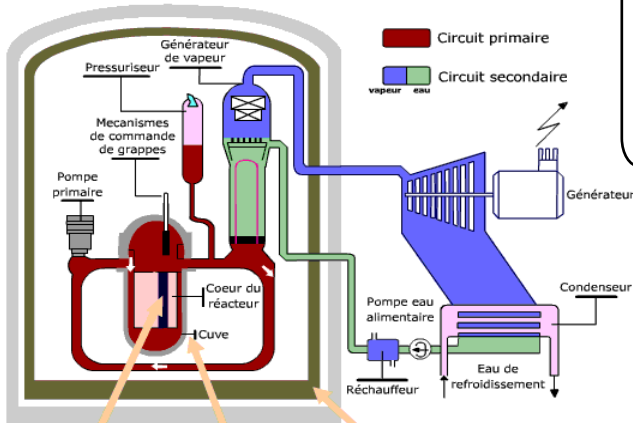 Générateur
de vapeur
Pressuriseur
Mecanismes
de commande
de grappes
Pompe
primaire
Coeur du
réacteur
Cuve
Circuit primaire
Circuit secondaire
vapeur eau
Générateur
Condenseur
Pompe eau
alimentaire
Réchauffeur
Eau de
refroidissement